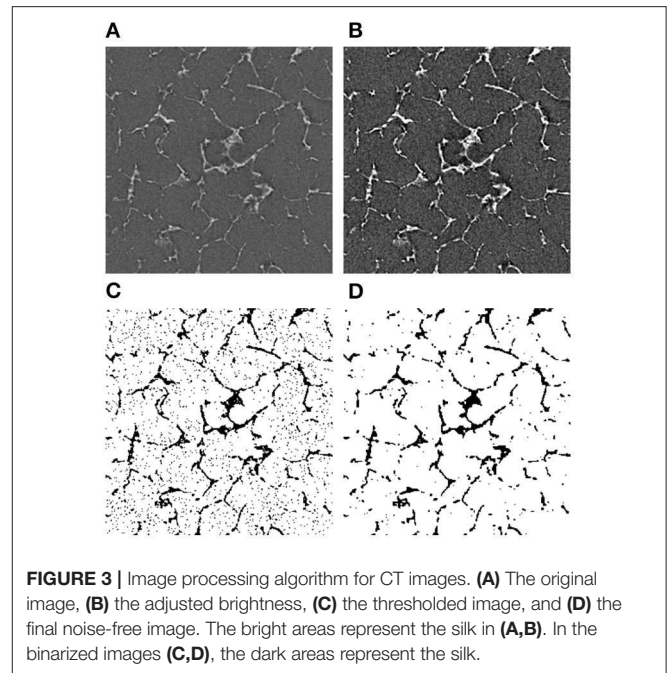 A
B
C
D
FIGURE 3 | Image processing algorithm for CT images. (A) The original
image, (B) the adjusted brightness, (C) the thresholded image, and (D) the
final noise-free image. The bright areas represent the silk in (A,B). In the
binarized images (C,D), the dark areas represent the silk.